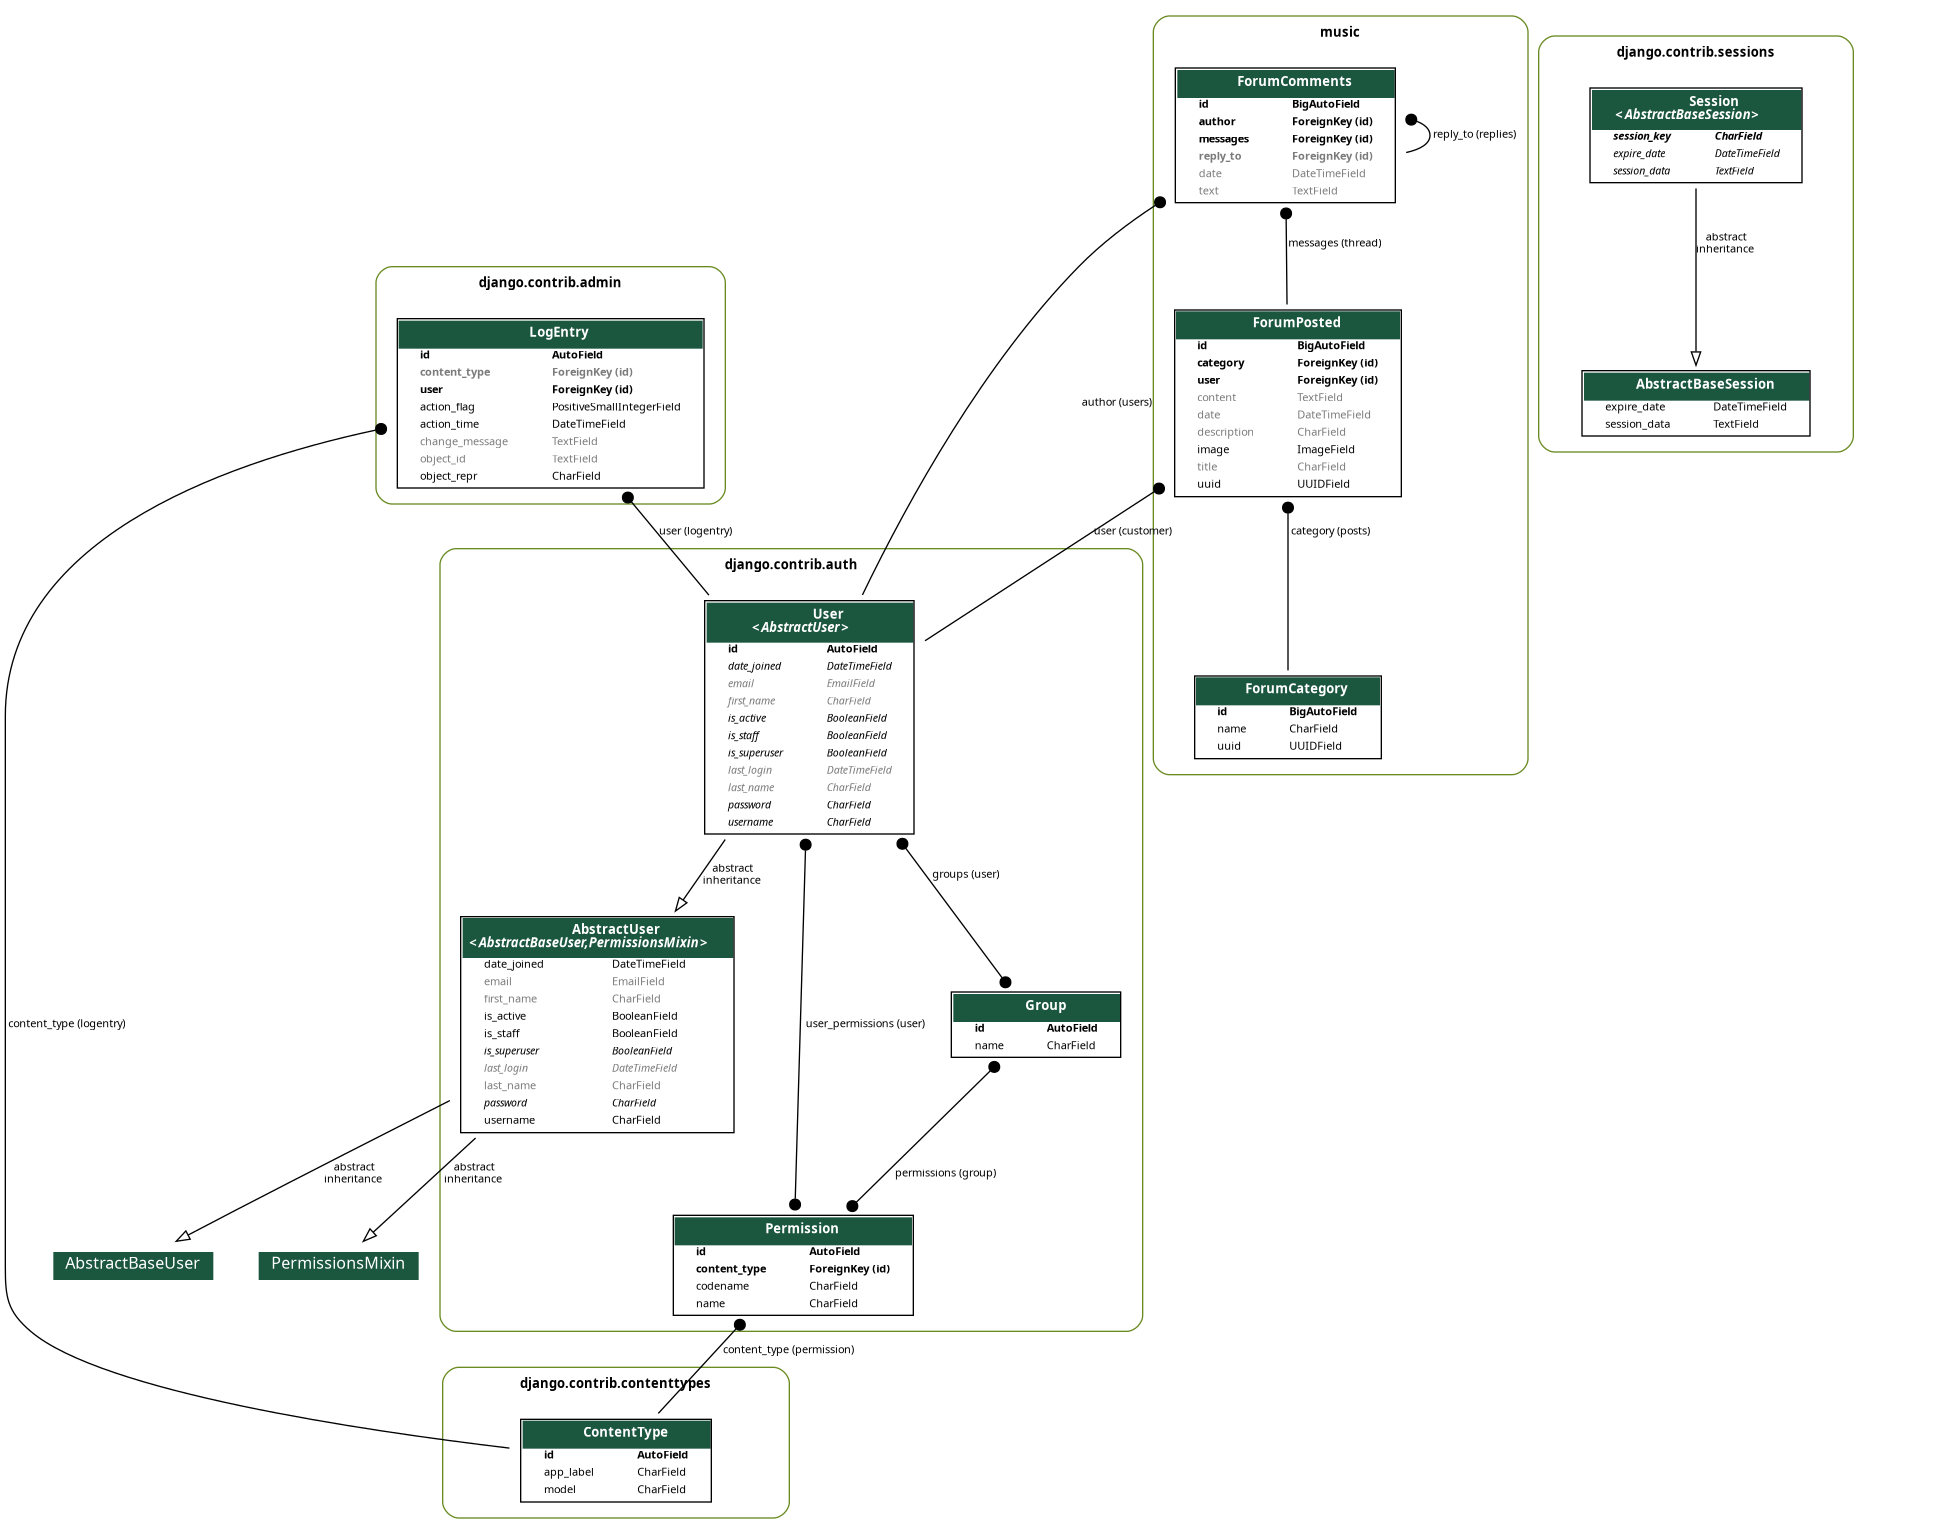 music
ForumComments
id BigAutoField
author ForeignKey (id)
messages ForeignKey (id)
reply_to ForeignKey (id)
date DateTimeField
text TextField
reply_to (replies)
messages (thread)
author (users)
ForumPosted
id BigAutoField
category ForeignKey (id)
user ForeignKey (id)
content TextField
date DateTimeField
description CharField
image ImageField
title CharField
uuid UUIDField
user (customer)
category (posts)
ForumCategory
id BigAutoField
name CharField
uuid UUIDField
django.contrib.sessions
Session
<AbstractBaseSession>
session_key CharField
expire_date DateTimeField
session_data TextField
abstract
inheritance
AbstractBaseSession
expire_date DateTimeField
session_data TextField
django.contrib.admin
LogEntry
id AutoField
content_type ForeignKey (id)
user ForeignKey (id)
action_flag PositiveSmallIntegerField
action_time DateTimeField
change_message TextField
object_id TextField
object_repr CharField
user (logentry)
content_type (logentry)
django.contrib.auth
User
<AbstractUser>
id AutoField
date_joined DateTimeField
email EmailField
first_name CharField
is_active BooleanField
is_staff BooleanField
is_superuser BooleanField
last_login DateTimeField
last_name CharField
password CharField
username CharField
abstract
inheritance
groups (user)
user_permissions (user)
AbstractUser
<AbstractBaseUser,PermissionsMixin>
date_joined DateTimeField
email EmailField
first_name CharField
is_active BooleanField
is_staff BooleanField
is_superuser BooleanField
last_login DateTimeField
last_name CharField
password CharField
username CharField
Group
id AutoField
name CharField
permissions (group)
abstract
inheritance
abstract
inheritance
AbstractBaseUser
PermissionsMixin
Permission
id AutoField
content_type ForeignKey (id)
codename CharField
name CharField
content_type (permission)
django.contrib.contenttypes
ContentType
id AutoField
app_label CharField
model CharField